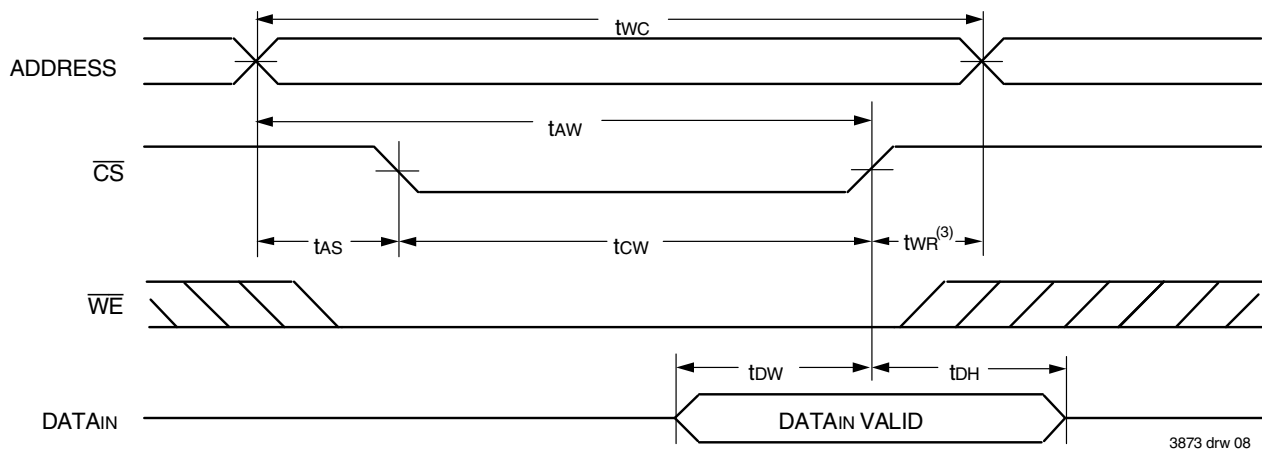 tWC
ADDRESS
tAW
CS
tAS
tCW
tWR(3)
WE
tDW
tDH
DATAIN
DATAIN VALID
3873 drw 08